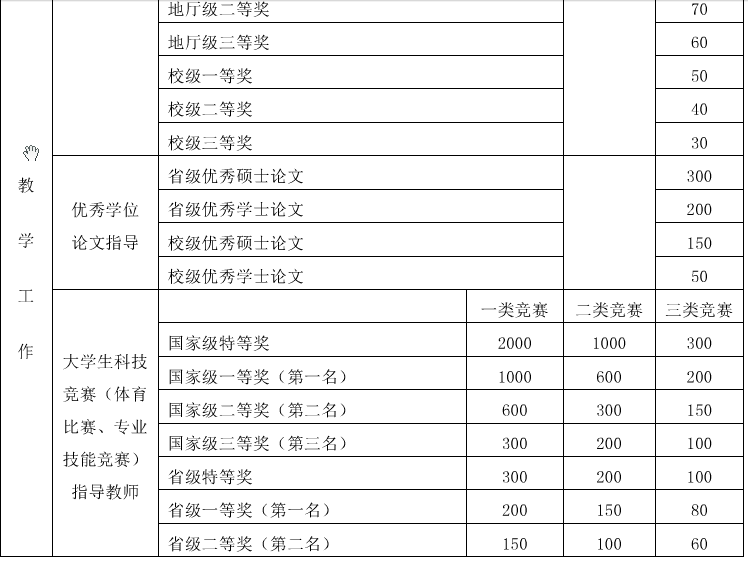 地厅级二等奖 70
地厅级三等奖 60
校级一等奖 50
校级二等奖 40
校级三等奖 30
教
学
工
作
优秀学位
论文指导
省级优秀硕士论文 300
省级优秀学士论文 200
校级优秀硕士论文 150
校级优秀学士论文 50
大学生科技
竞赛（体育
比赛、专业
技能竞赛）
指导教师
一类竞赛 二类竞赛 三类竞赛
国家级特等奖 2000 1000 300
国家级一等奖（第一名） 1000 600 200
国家级二等奖（第二名） 600 300 150
国家级三等奖（第三名） 300 200 100
省级特等奖 300 200 100
省级一等奖（第一名） 200 150 80
省级二等奖（第二名） 150 100 60